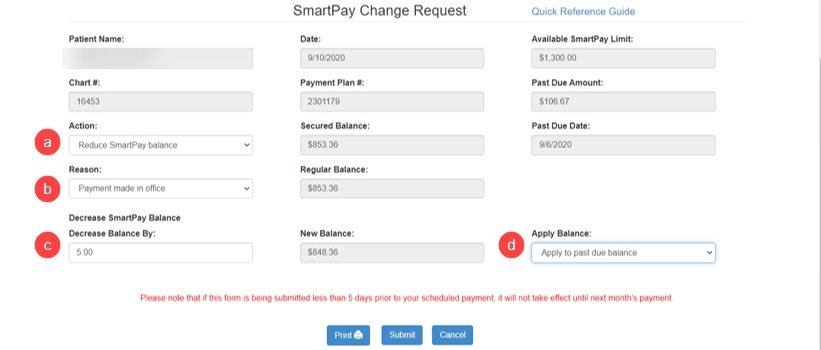 SmartPay Change Request Quick Reference Guide
Patient Name: Date: Available SmartPay Limit:
9/10/2020 $1,300.00
Chart #: Payment Plan #: Past Due Amount:
16453 2301179 $106.67
Action: Secured Balance: Past Due Date:
a Reduce SmartPay balance $853.36 9/6/2020
Reason: Regular Balance:
b Payment made in office $853.36
Decrease SmartPay Balance
Decrease Balance By: New Balance: Apply Balance:
c 5.00 $848.36 d Apply to past due balance
Please note that if this form is being submitted less than 5 days prior to your scheduled payment, it will not take effect until next month's payment.
Print Submit Cancel